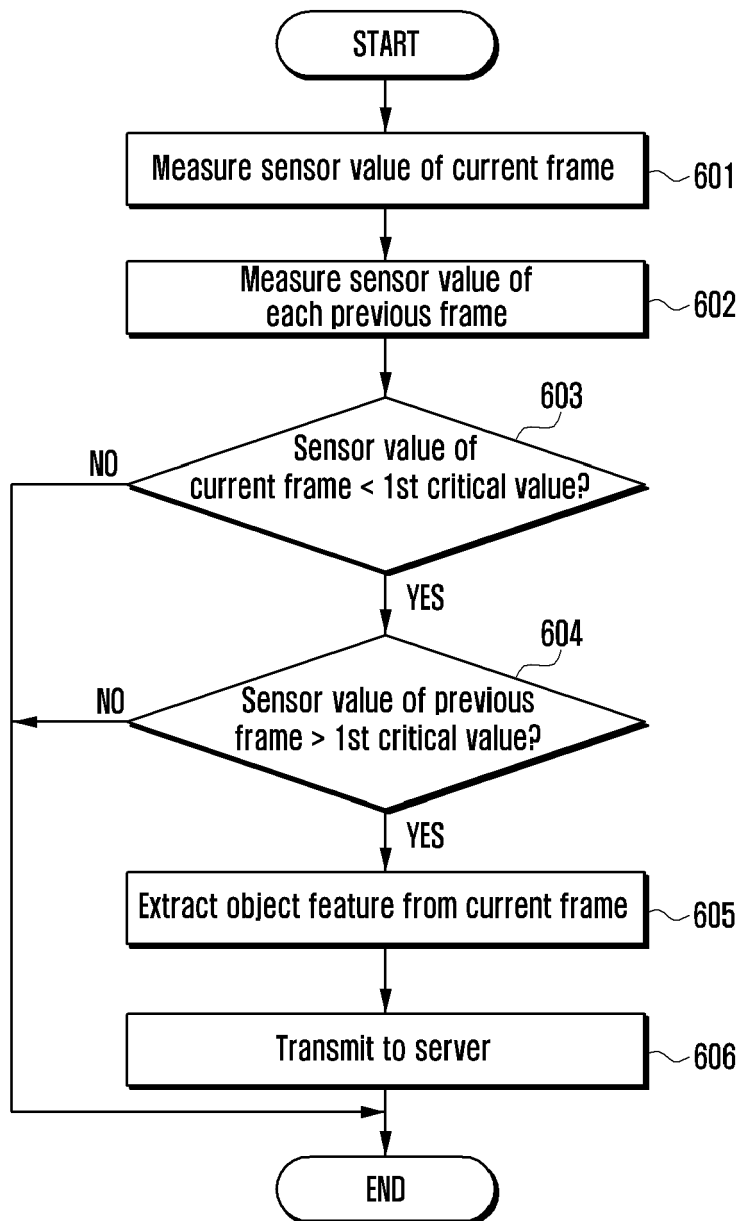 START
Measure sensor value of current frame
601
Measure sensor value of
each previous frame
602
603
Sensor value of
current frame < 1st critical value?
NO
YES
604
Sensor value of previous
frame > 1st critical value?
NO
YES
Extract object feature from current frame
605
Transmit to server
606
END